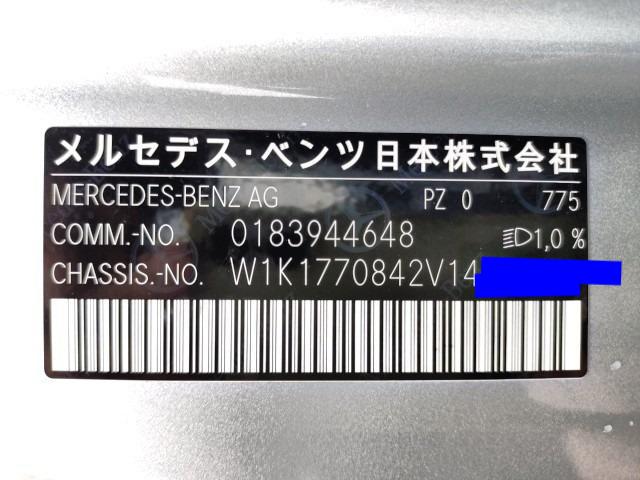 メルセデス・ベンツ日本株式会社
MERCEDES-BENZ AG PZ 0 775
COMM.-NO. 0183944648 1,0 %
CHASSIS.-NO. W1K1770842V14